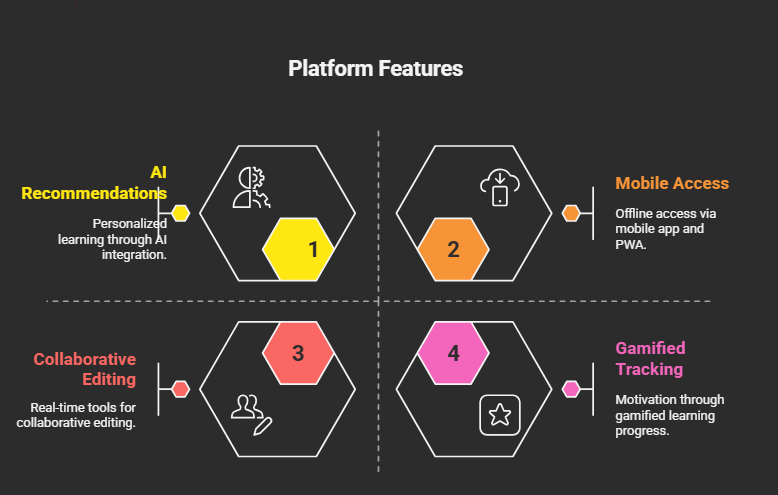 Platform Features
AI
Recommendations
Personalized
learning through AI
integration.
1
2
Mobile Access
Offline access via
mobile app and
PWA.
Collaborative
Editing
Real-time tools for
collaborative editing.
3
4
Gamified
Tracking
Motivation through
gamified learning
progress.